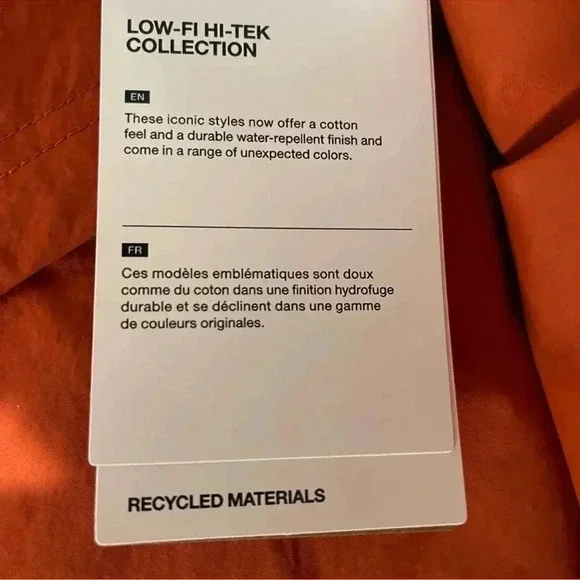 LOW-FI HI-TEK
COLLECTION
EN
These iconic styles now offer a cotton
feel and a durable water-repellent finish and
come in a range of unexpected colors.
FR
Ces modèles emblématiques sont doux
comme du coton dans une finition hydrofuge
durable et se déclinent dans une gamme
de couleurs originales.
RECYCLED MATERIALS